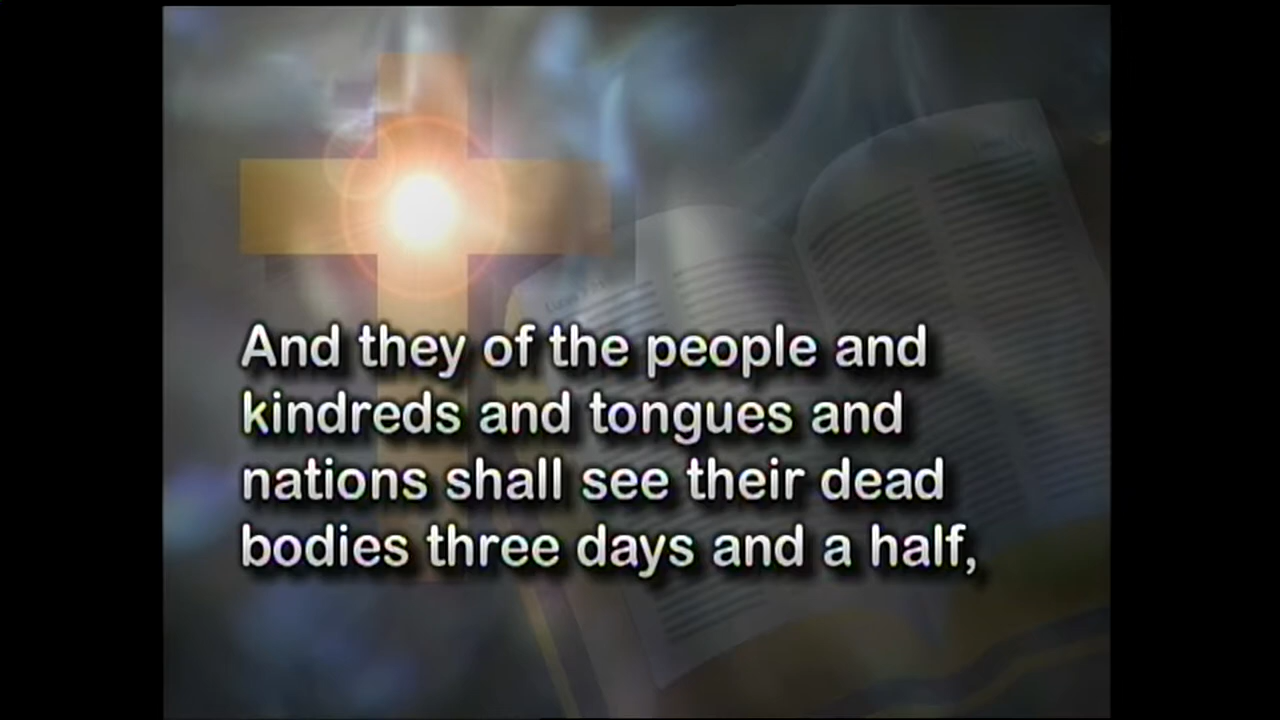 And they of the people and
kindreds and tongues and
nations shall see their dead
bodies three days and a half,